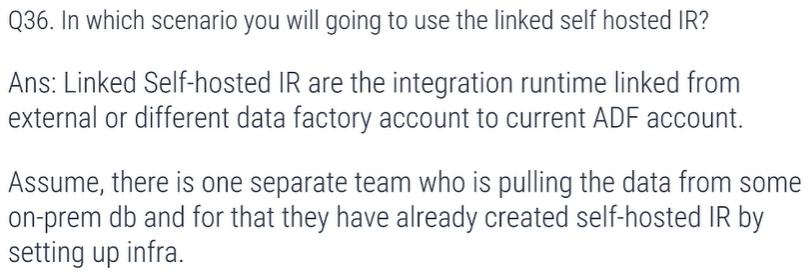 Q36. In which scenario you will going to use the linked self hosted IR?
Ans: Linked Self-hosted IR are the integration runtime linked from
external or different data factory account to current ADF account.
Assume, there is one separate team who is pulling the data from some
on-prem db and for that they have already created self-hosted IR by
setting up infra.